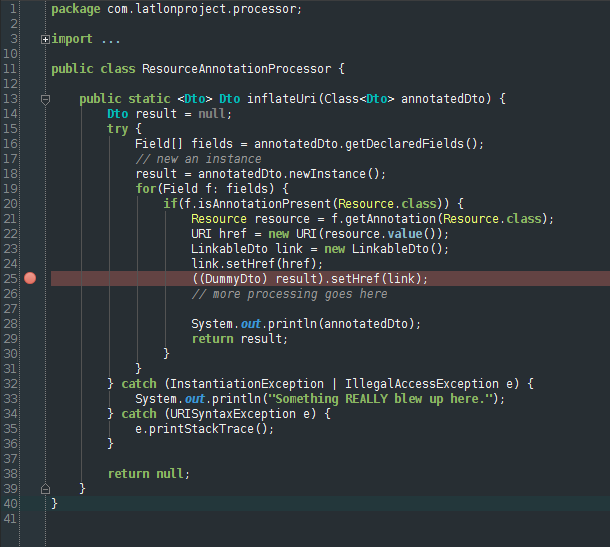 1 package com.latlonproject.processor;
2
3 import ...
10
11 public class ResourceAnnotationProcessor {
12
13     public static <Dto> Dto inflateUri(Class<Dto> annotatedDto) {
14         Dto result = null;
15         try {
16             Field[] fields = annotatedDto.getDeclaredFields();
17             // new an instance
18             result = annotatedDto.newInstance();
19             for(Field f: fields) {
20                 if(f.isAnnotationPresent(Resource.class)) {
21                     Resource resource = f.getAnnotation(Resource.class);
22                     URI href = new URI(resource.value());
23                     LinkableDto link = new LinkableDto();
24                     link.setHref(href);
25                     ((DummyDto) result).setHref(link);
26                     // more processing goes here
27
28                     System.out.println(annotatedDto);
29                     return result;
30                 }
31             }
32         } catch (InstantiationException | IllegalAccessException e) {
33             System.out.println("Something REALLY blew up here.");
34         } catch (URISyntaxException e) {
35             e.printStackTrace();
36         }
37
38         return null;
39     }
40 }
41